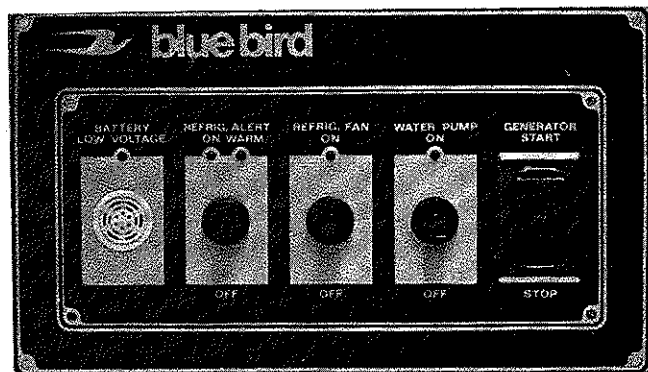 blue bird
BATTERY
LOW VOLTAGE
REFRIG. ALERT
ON WARM
REFRIG. FAN
ON
WATER PUMP
ON
GENERATOR
START
OFF
OFF
OFF
STOP